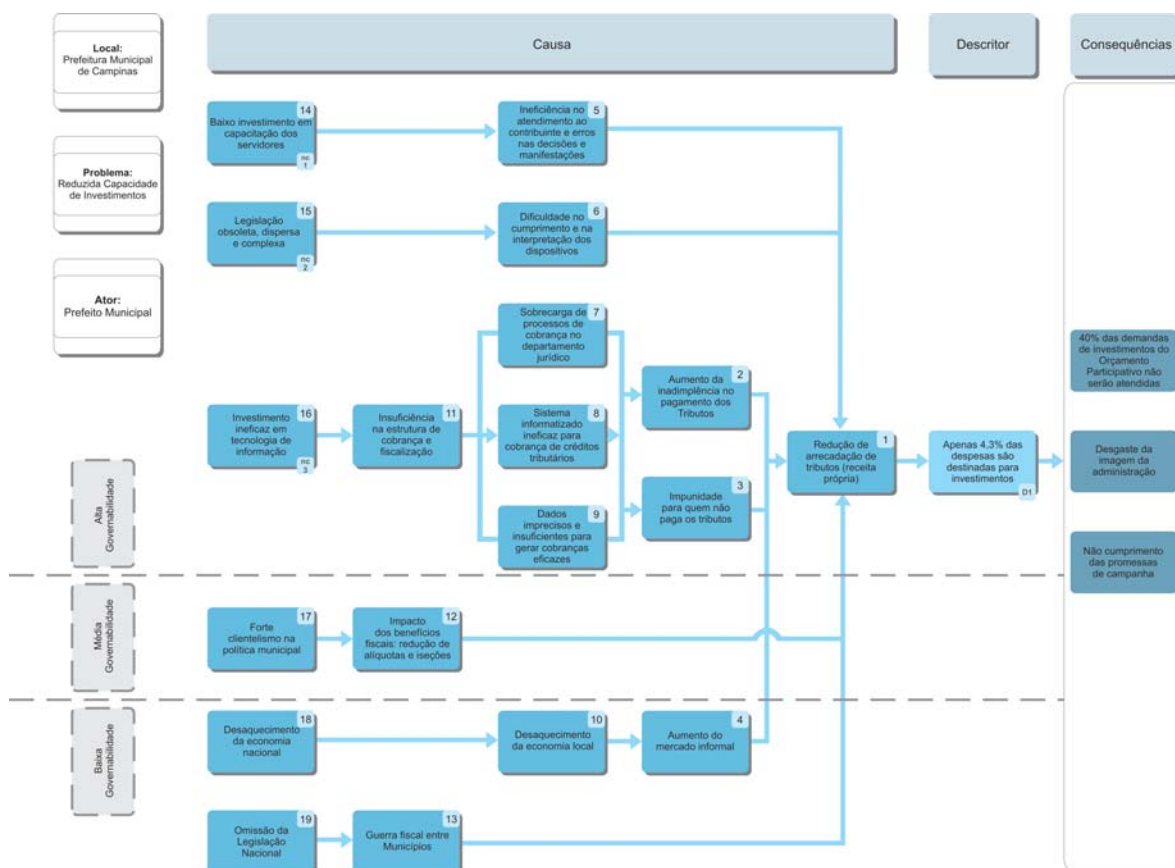 Local:
Prefeitura Municipal
de Campinas
Problema:
Reduzida Capacidade
de Investimentos
Ator:
Prefeito Municipal
Causa
Descritor
Consequências
14
Baixo investimento em
capacitação dos
servidores
nc
1
5
Ineficiência no
atendimento ao
contribuinte e erros
nas decisões e
manifestações
15
Legislação
obsoleta, dispersa
e complexa
nc
2
6
Dificuldade no
cumprimento e na
interpretação dos
dispositivos
7
Sobrecarga de
processos de
cobrança no
departamento
jurídico
16
Investimento
ineficaz em
tecnologia de
informação
nc
3
11
Insuficiência
na estrutura de
cobrança e
fiscalização
8
Sistema
informatizado
ineficaz para
cobrança de créditos
tributários
9
Dados
imprecisos e
insuficientes para
gerar cobranças
eficazes
2
Aumento da
inadimplência no
pagamento dos
Tributos
3
Impunidade
para quem não
paga os tributos
1
Redução de
arrecadação de
tributos (receita
própria)
Apenas 4,3% das
despesas são
destinadas para
investimentos
D1
40% das demandas
de investimentos do
Orçamento
Participativo não
serão atendidas
Desgaste da
imagem da
administração
Não cumprimento
das promessas
de campanha
Alta
Governabilidade
Média
Governabilidade
17
Forte
clientelismo na
política municipal
12
Impacto
dos benefícios
fiscais: redução de
alíquotas e iseções
Baixa
Governabilidade
18
Desaquecimento
da economia
nacional
10
Desaquecimento
da economia local
4
Aumento do
mercado informal
19
Omissão da
Legislação
Nacional
13
Guerra fiscal entre
Municípios